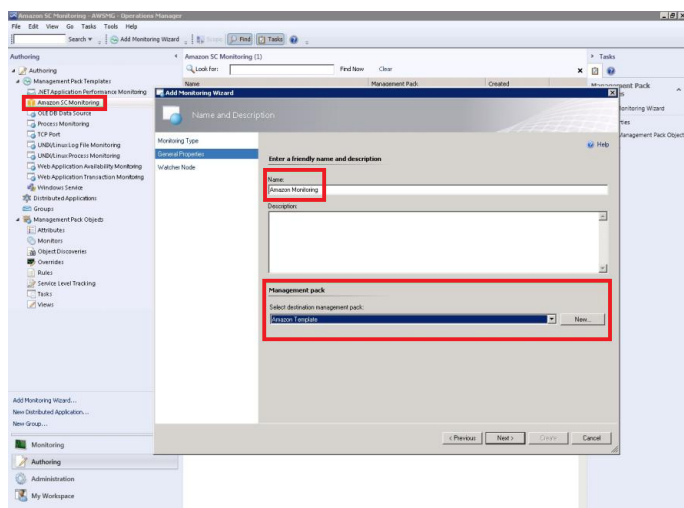 Amazon SC Monitoring - AWSMG - Operations Manager
File Edit View Go Tasks Tools Help
Search Add Monitoring Wizard Scope Find Tasks
Authoring
Amazon SC Monitoring (1)
Tasks
Look for: Find Now Clear
Authoring
Management Pack Templates
Name Management Pack Created
.NET Application Performance Monitoring
Amazon SC Monitoring
OLE DB Data Source
Process Monitoring
TCP Port
UNIX/Linux Log File Monitoring
UNIX/Linux Process Monitoring
Web Application Availability Monitoring
Web Application Transaction Monitoring
Windows Service
Distributed Applications
Groups
Management Pack Objects
Attributes
Monitors
Object Discoveries
Overrides
Rules
Service Level Tracking
Tasks
Views
Add Monitoring Wizard
Name and Description
Monitoring Type
General Properties
Watcher Node
Help
Enter a friendly name and description
Name:
Amazon Monitoring
Description:
Management pack
Select destination management pack:
Amazon Template
New...
< Previous Next > Create Cancel
Management Pack
Monitoring Wizard
Management Pack Object
Add Monitoring Wizard...
New Distributed Application...
New Group...
Monitoring
Authoring
Administration
My Workspace